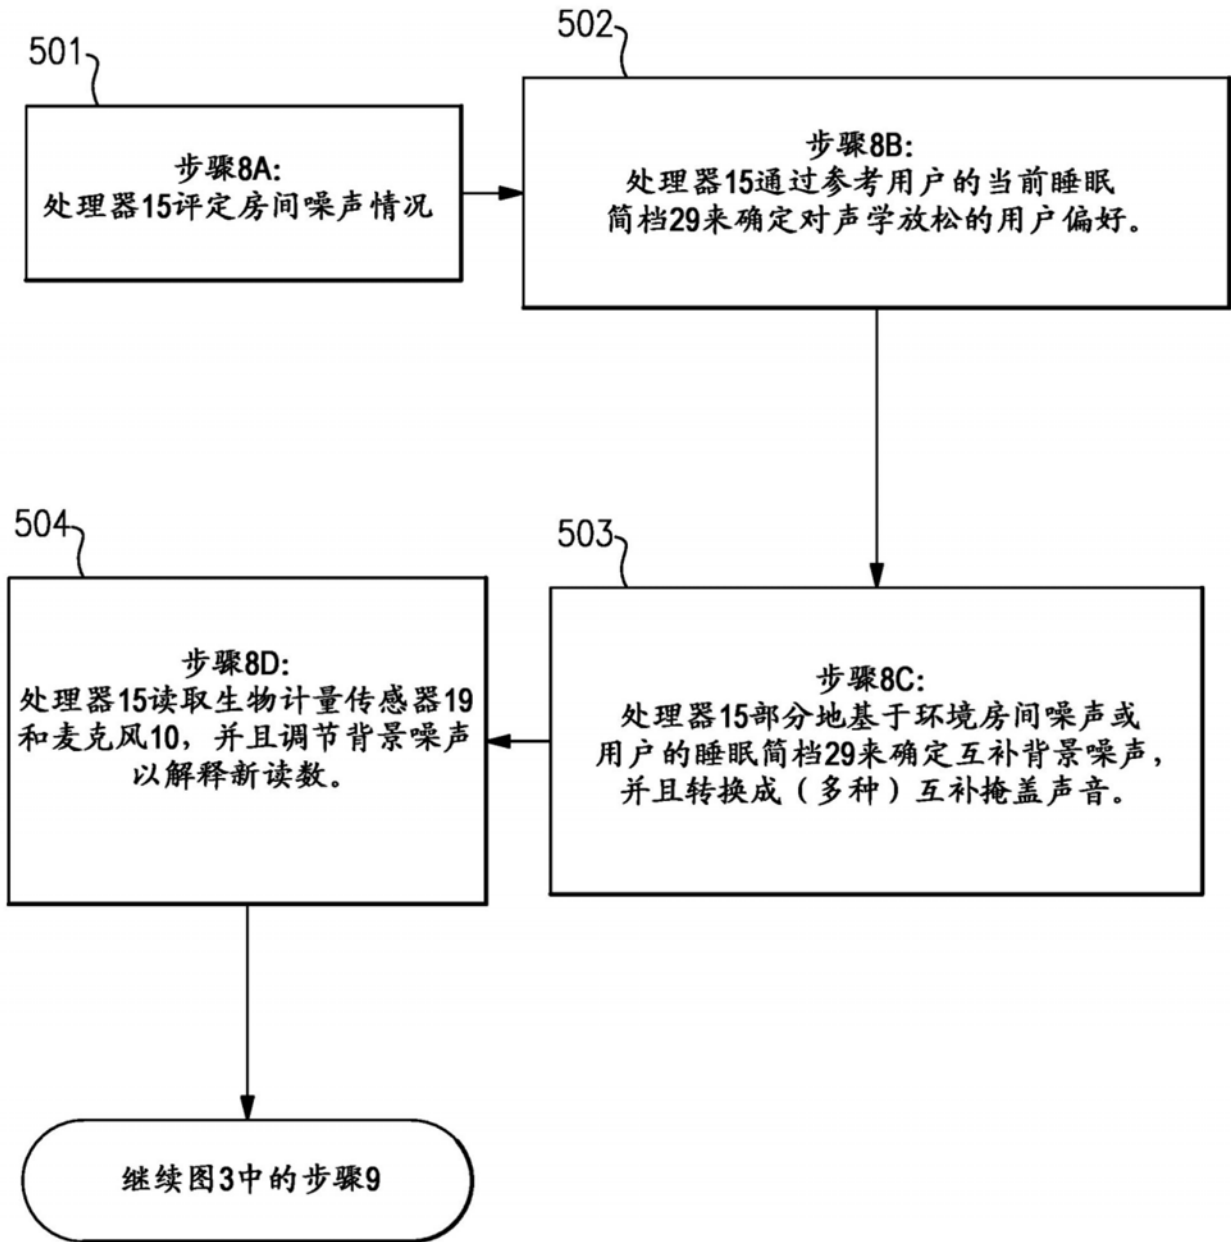 501
步骤8A:
处理器15评定房间噪声情况
502
步骤8B:
处理器15通过参考用户的当前睡眠
简档29来确定对声学放松的用户偏好。
503
步骤8C:
处理器15部分地基于环境房间噪声或
用户的睡眠简档29来确定互补背景噪声，
并且转换成（多种）互补掩盖声音。
504
步骤8D:
处理器15读取生物计量传感器19
和麦克风10，并且调节背景噪声
以解释新读数。
继续图3中的步骤9